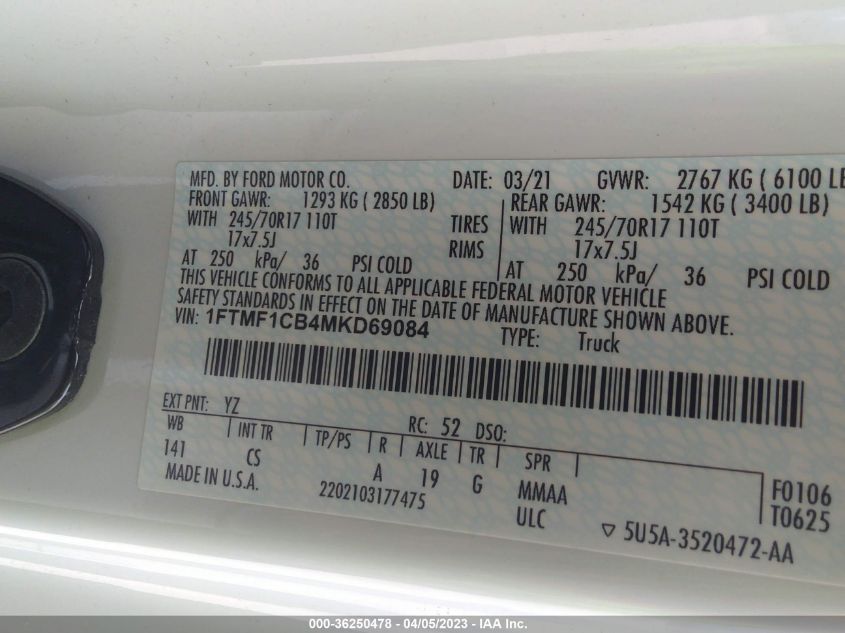 MFD. BY FORD MOTOR CO. DATE: 03/21 GVWR: 2767 KG ( 6100 LB
FRONT GAWR: 1293 KG ( 2850 LB) REAR GAWR: 1542 KG ( 3400 LB)
WITH 245/70R17 110T TIRES WITH 245/70R17 110T
17x7.5J RIMS 17x7.5J
AT 250 kPa/ 36 PSI COLD AT 250 kPa/ 36 PSI COLD
THIS VEHICLE CONFORMS TO ALL APPLICABLE FEDERAL MOTOR VEHICLE
SAFETY STANDARDS IN EFFECT ON THE DATE OF MANUFACTURE SHOWN ABOVE.
VIN: 1FTMF1CB4MKD69084 TYPE: Truck
EXT PNT: YZ RC: 52 DSO:
WB INT TR TP/PS R AXLE TR SPR
141 CS A 19 G MMAA F0106
MADE IN U.S.A. 2202103177475 ULC T0625
5U5A-3520472-AA
000-36250478 - 04/05/2023 - IAA Inc.